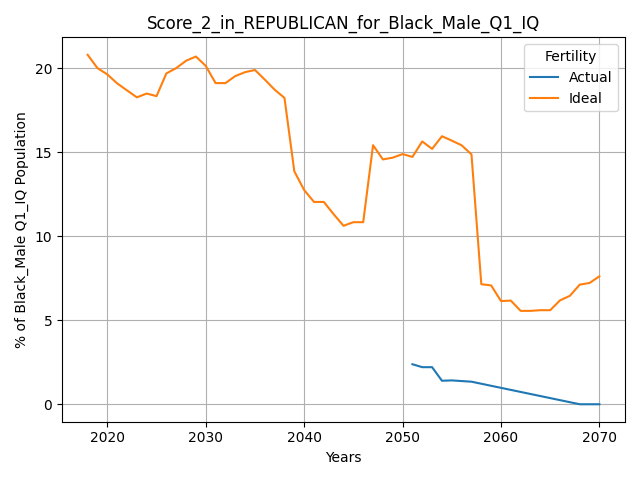 Score_2_in_REPUBLICAN_for_Black_Male_Q1_IQ
Fertility
Actual
Ideal
% of Black_Male Q1_IQ Population
20
15
10
5
0
2020 2030 2040 2050 2060 2070
Years